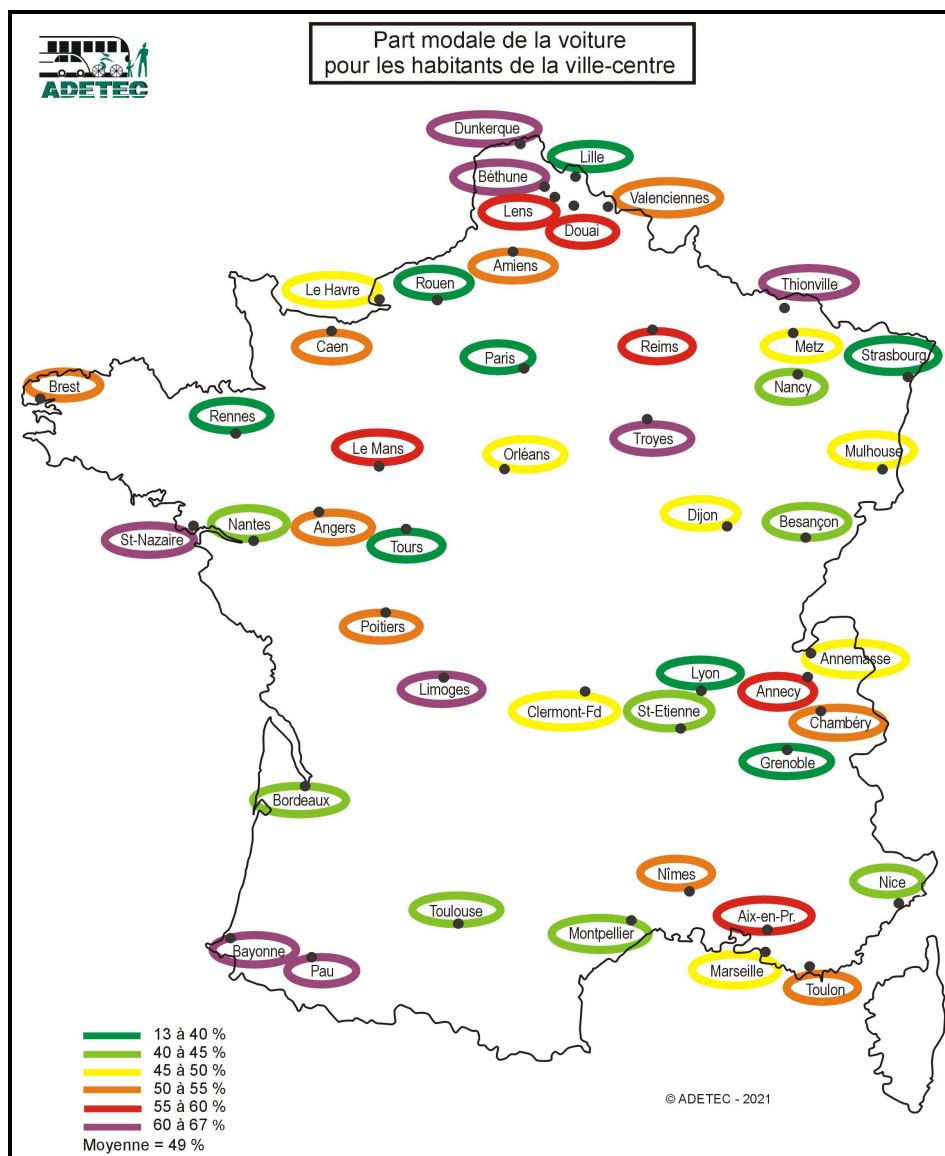 ADETEC
Part modale de la voiture
pour les habitants de la ville-centre
Dunkerque
Lille
Béthune
Valenciennes
Lens
Douai
Amiens
Le Havre
Rouen
Thionville
Caen
Reims
Metz
Paris
Strasbourg
Brest
Nancy
Rennes
Troyes
Le Mans
Orléans
Mulhouse
Dijon
Nantes
Angers
Besançon
St-Nazaire
Tours
Poitiers
Annemasse
Lyon
Limoges
Annecy
Clermont-Fd
St-Etienne
Chambéry
Grenoble
Bordeaux
Nîmes
Nice
Toulouse
Aix-en-Pr.
Montpellier
Bayonne
Pau
Marseille
Toulon
13 à 40 %
40 à 45 %
45 à 50 %
50 à 55 %
55 à 60 %
60 à 67 %
Moyenne = 49 %
© ADETEC - 2021